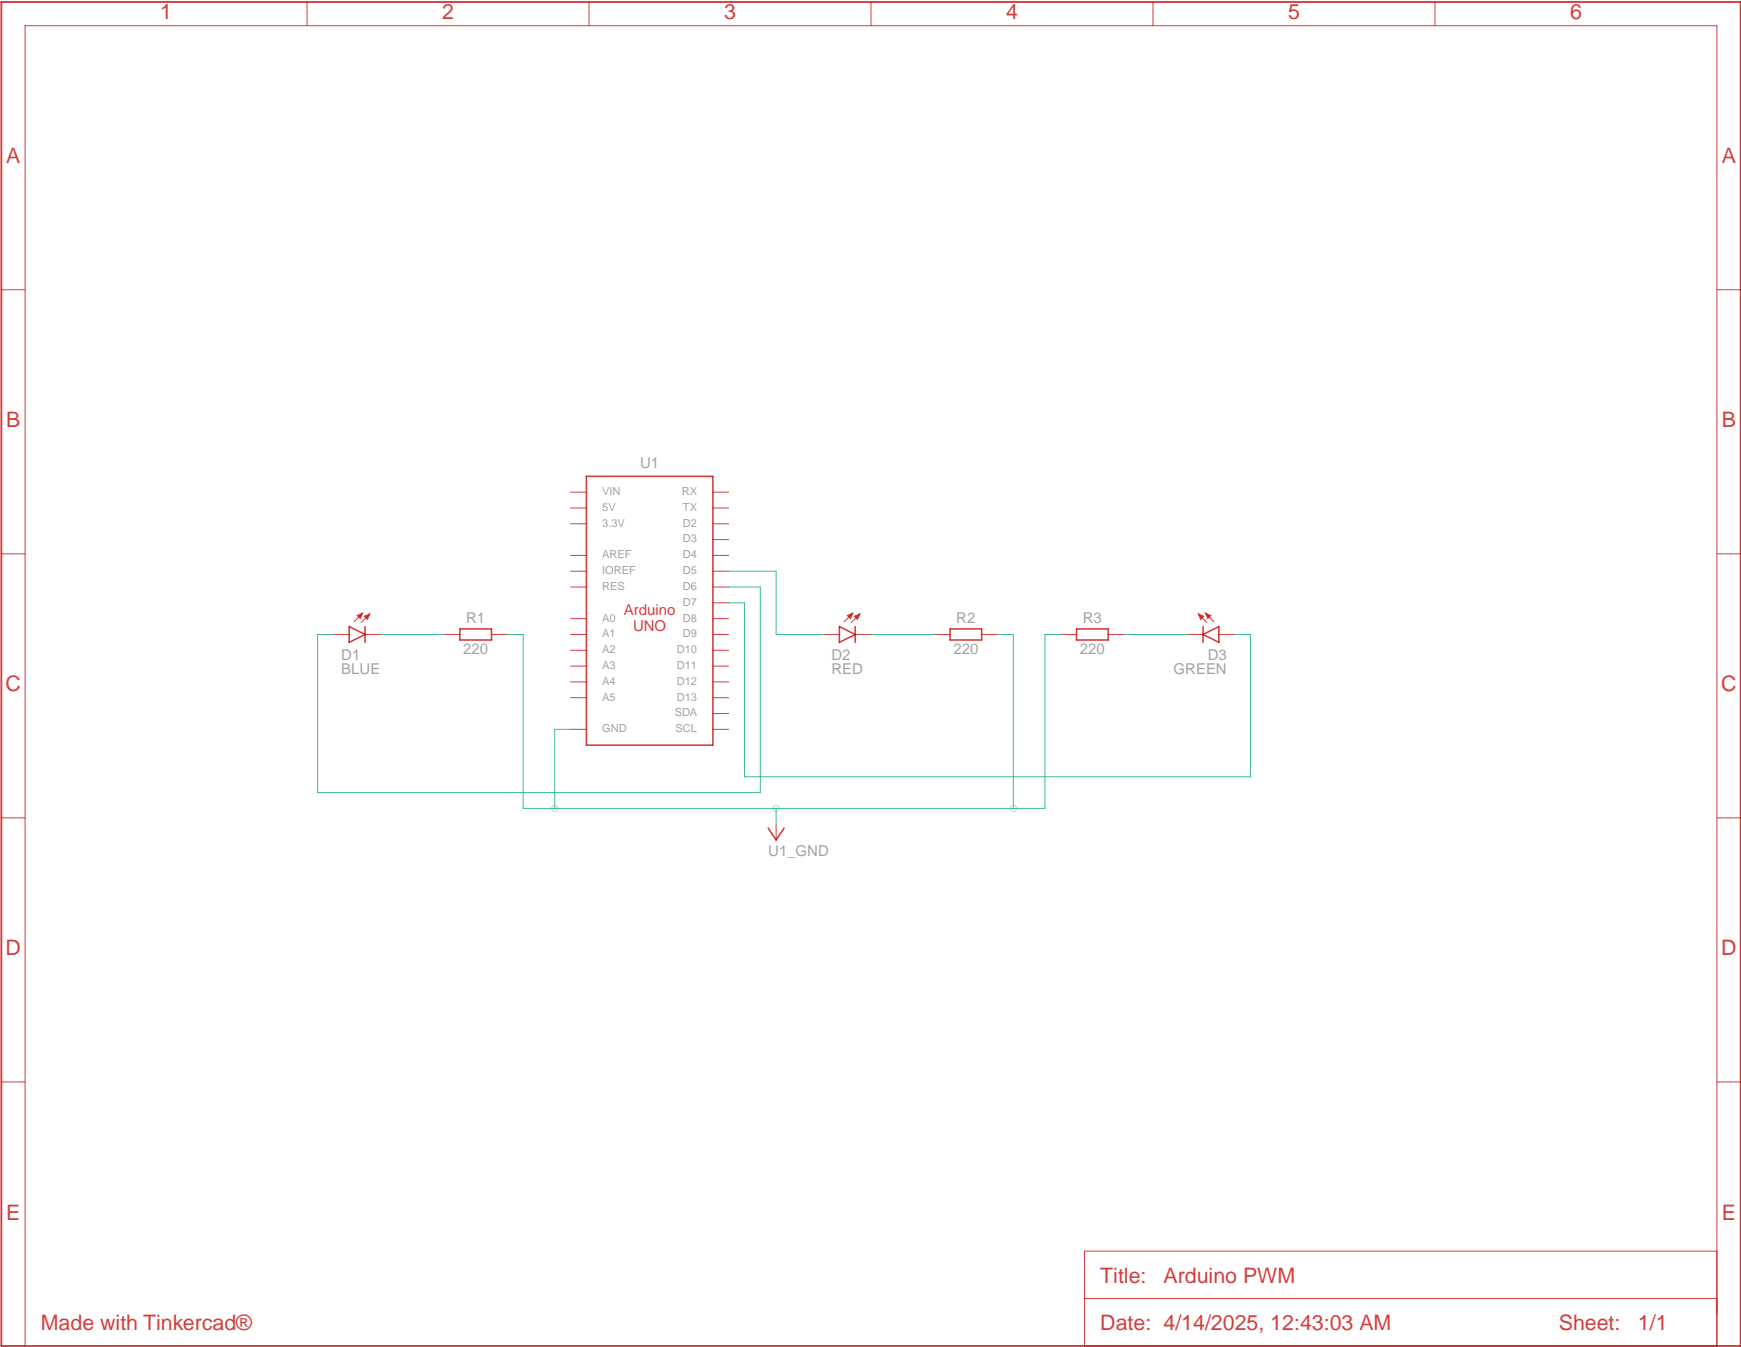 1 2 3 4 5 6
A A
B B
U1
VIN RX
5V TX
3.3V D2
D3
AREF D4
IOREF D5
RES D6
D7
Arduino
UNO
A0 D8
A1 D9
A2 D10
A3 D11
A4 D12
A5 D13
SDA
GND SCL
R1
220
D1
BLUE
R2
220
D2
RED
R3
220
D3
GREEN
C C
U1_GND
D D
E E
Title: Arduino PWM
Date: 4/14/2025, 12:43:03 AM Sheet: 1/1
Made with Tinkercad®